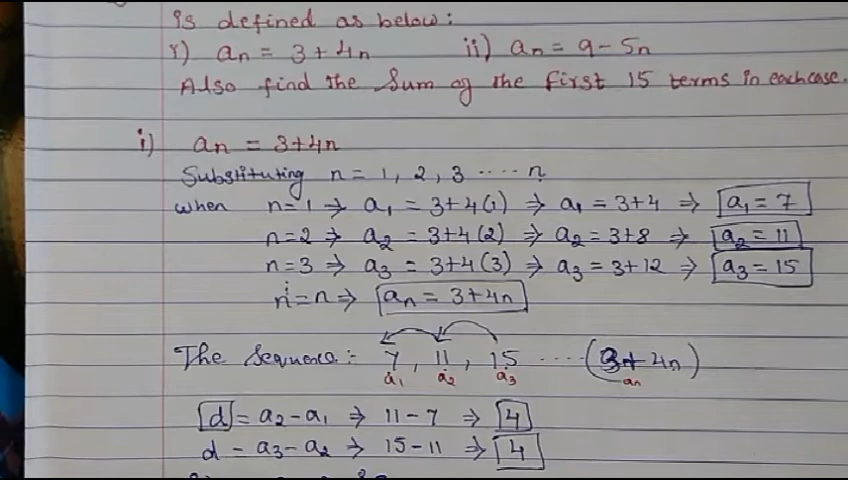 is defined as below:
i) an = 3 + 4n ii) an = 9 - 5n
Also find the Sum of the first 15 terms in each case.
i) an = 3+4n
Substituting n = 1, 2, 3 ..... n
when n=1 ⇒ a1 = 3+4(1) ⇒ a1 = 3+4 ⇒ a1 = 7
n=2 ⇒ a2 = 3+4(2) ⇒ a2 = 3+8 ⇒ a2 = 11
n=3 ⇒ a3 = 3+4(3) ⇒ a3 = 3+12 ⇒ a3 = 15
n=n ⇒ an = 3+4n
The Sequence: 7, 11, 15 ....(3+4n)
a1 a2 a3 an
d = a2-a1 ⇒ 11-7 ⇒ 4
d = a3-a2 ⇒ 15-11 ⇒ 4